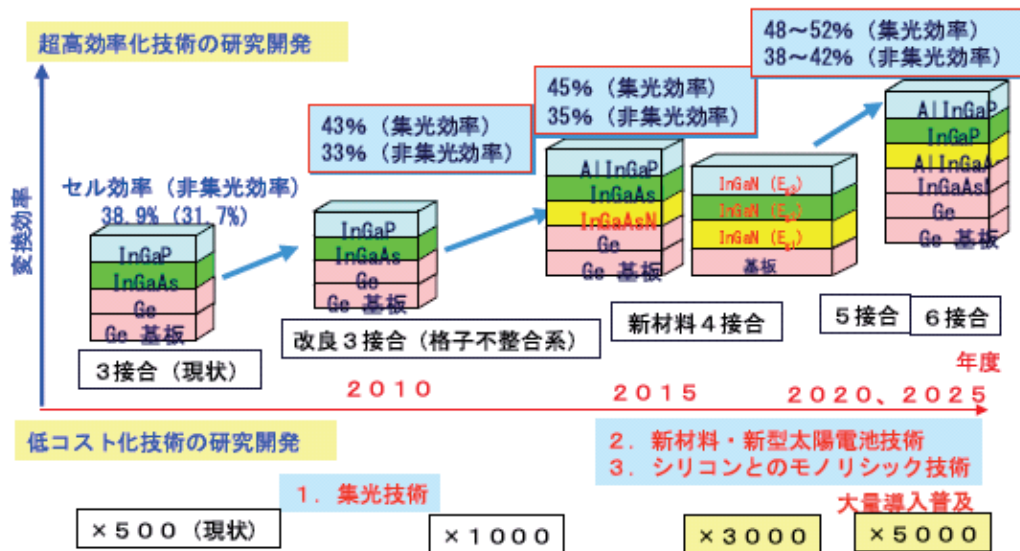 超高効率化技術の研究開発
48～52% (集光効率)
38～42% (非集光効率)
45% (集光効率)
35% (非集光効率)
43% (集光効率)
33% (非集光効率)
セル効率 (非集光効率)
38.9% (31.7%)
変換効率
InGaP
InGaAs
Ge
Ge 基板
3接合 (現状)
InGaP
InGaAs
Ge
Ge 基板
改良3接合 (格子不整合系)
AlInGaP
InGaAs
InGaAsN
Ge
Ge 基板
InGaN (Eg3)
InGaN (Eg2)
InGaN (Eg1)
基板
新材料4接合
AlInGaP
InGaP
AlInGaA
InGaAsN
Ge
Ge 基板
5接合
6接合
年度
2010
2015
2020、2025
低コスト化技術の研究開発
1. 集光技術
2. 新材料・新型太陽電池技術
3. シリコンとのモノリシック技術
大量導入普及
×500 (現状)
×1000
×3000
×5000